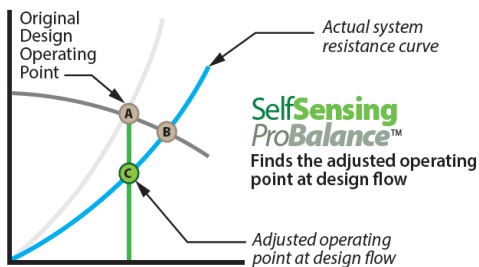 Original
Design
Operating
Point
Actual system
resistance curve
A
B
C
SelfSensing
ProBalance™
Finds the adjusted operating
point at design flow
Adjusted operating
point at design flow